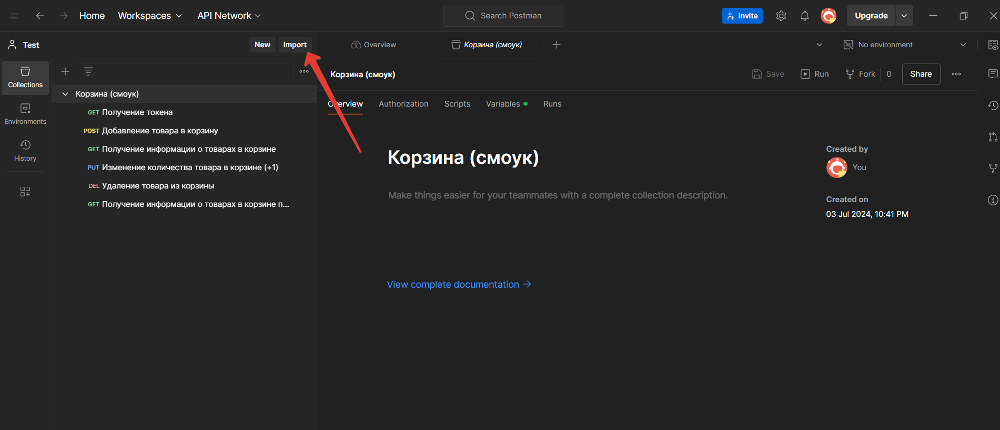 Home Workspaces API Network Search Postman Invite Upgrade
Test New Import Overview Корзина (смоук) No environment
Collections
Environments
History
Корзина (смоук)
GET Получение токена
POST Добавление товара в корзину
GET Получение информации о товарах в корзине
PUT Изменение количества товара в корзине (+1)
DEL Удаление товара из корзины
GET Получение информации о товарах в корзине п...
Корзина (смоук) Save Run Fork 0 Share
Overview Authorization Scripts Variables Runs
Корзина (смоук)
Make things easier for your teammates with a complete collection description.
View complete documentation →
Created by
You
Created on
03 Jul 2024, 10:41 PM